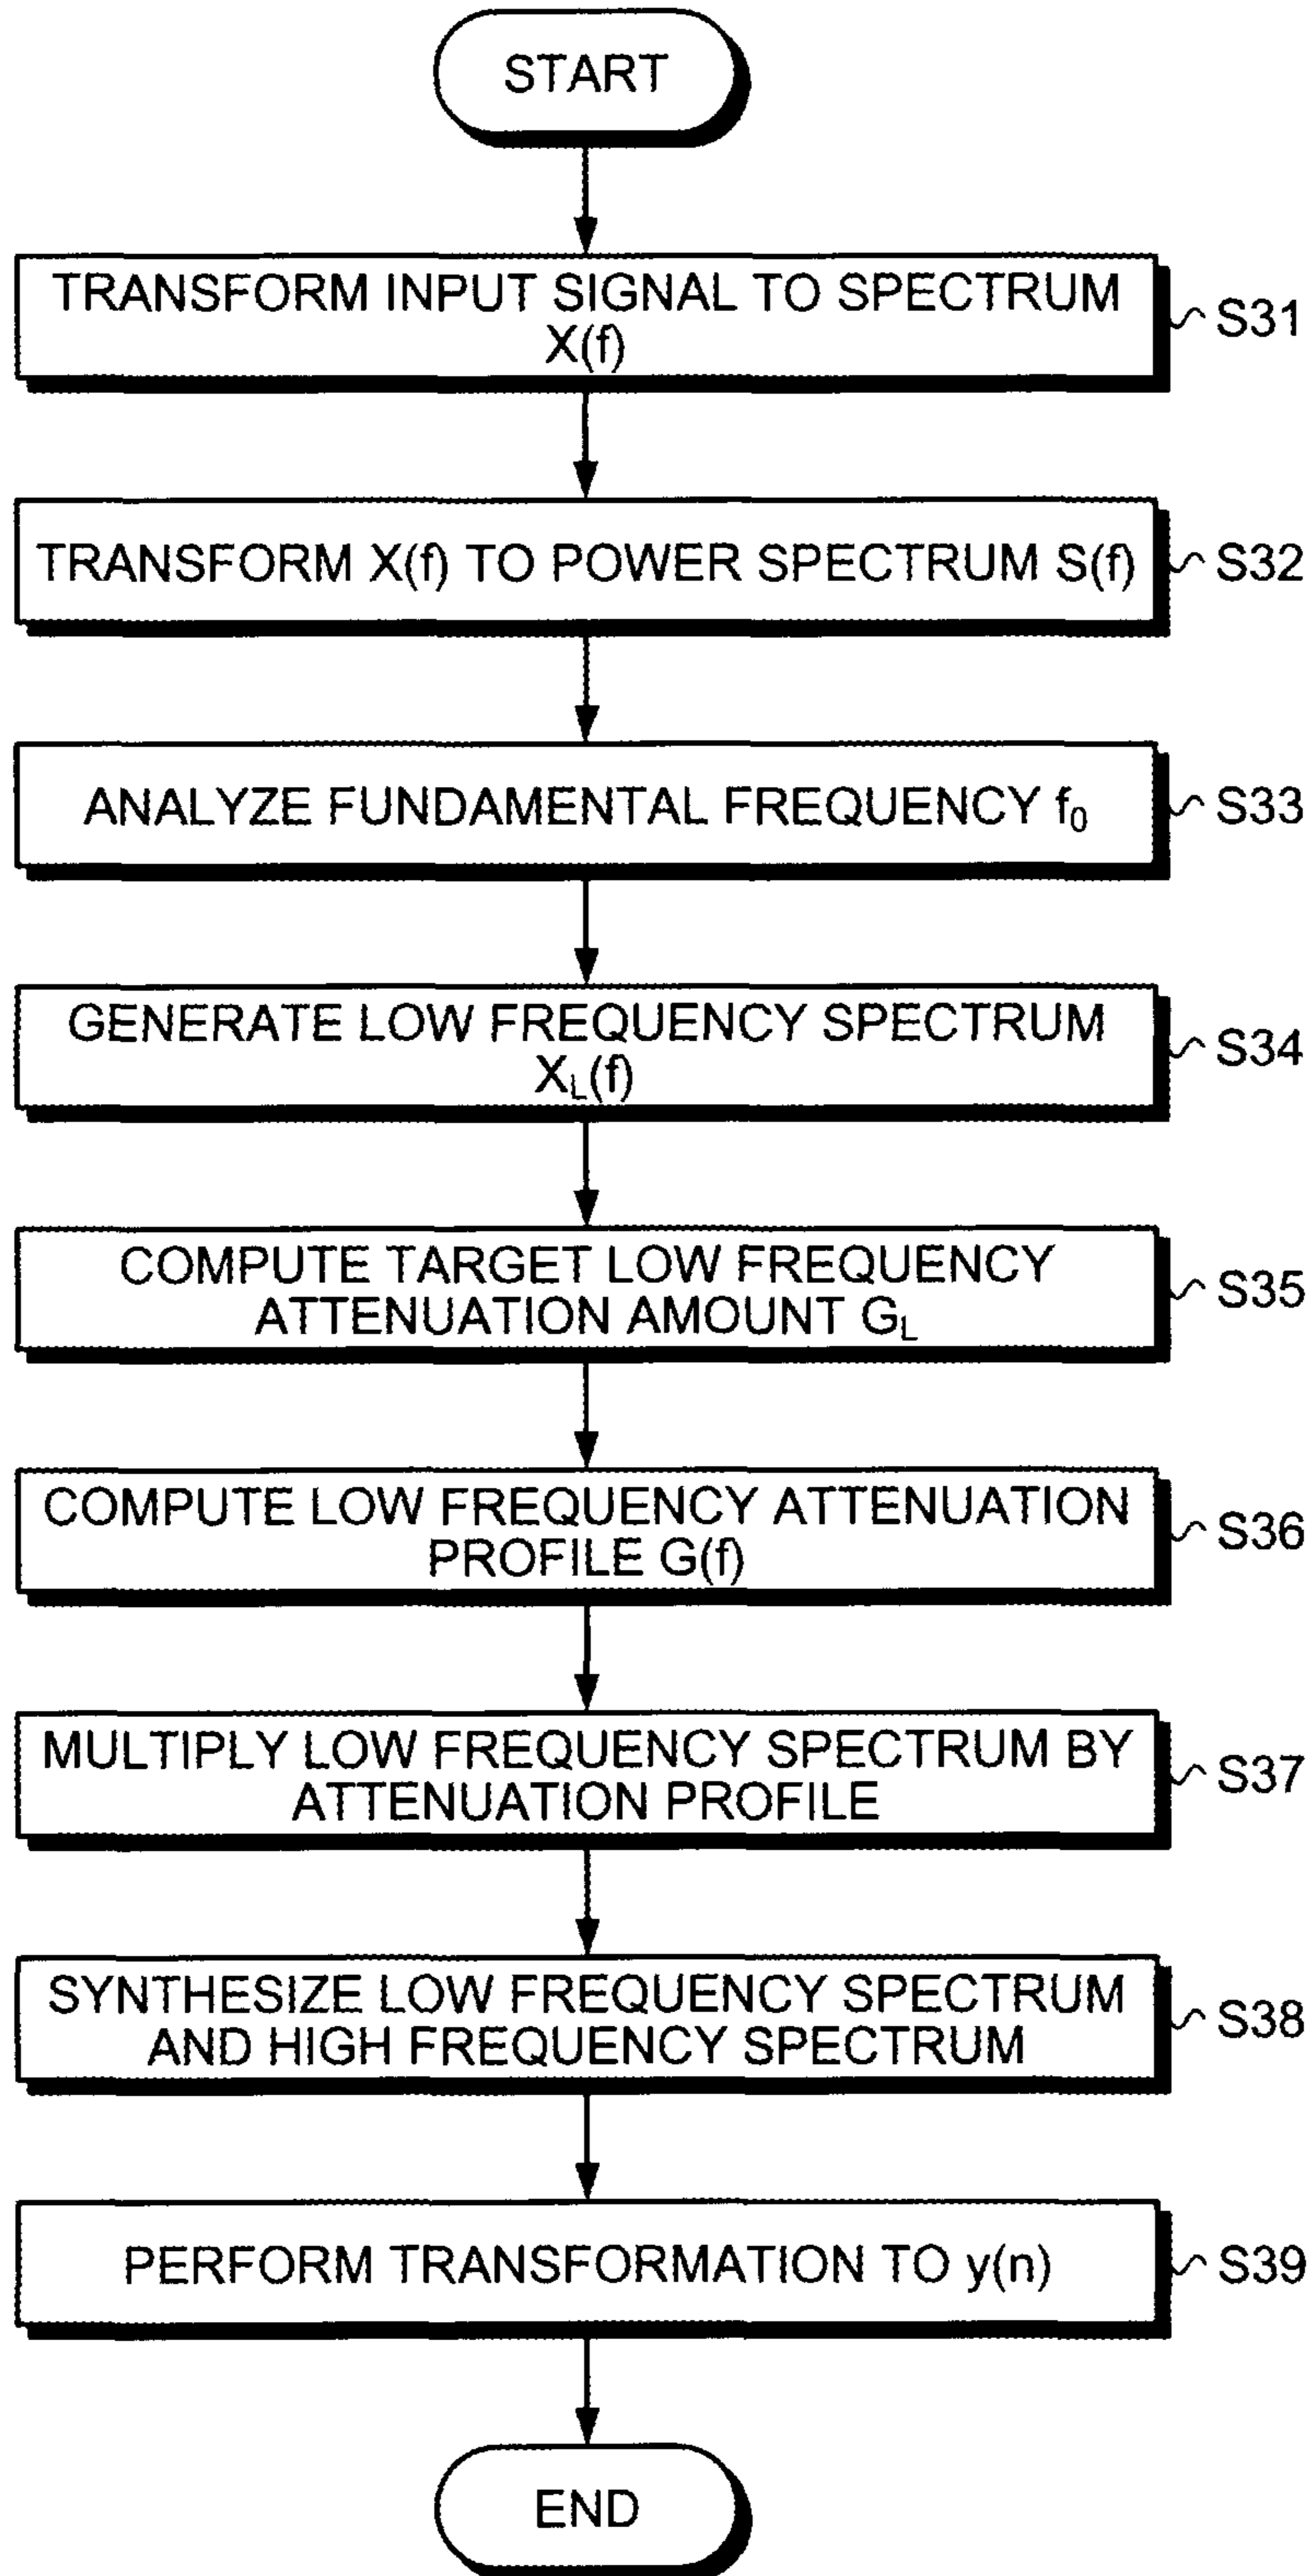 START
TRANSFORM INPUT SIGNAL TO SPECTRUM
X(f)
S31
TRANSFORM X(f) TO POWER SPECTRUM S(f)
S32
ANALYZE FUNDAMENTAL FREQUENCY f₀
S33
GENERATE LOW FREQUENCY SPECTRUM
X_L(f)
S34
COMPUTE TARGET LOW FREQUENCY
ATTENUATION AMOUNT G_L
S35
COMPUTE LOW FREQUENCY ATTENUATION
PROFILE G(f)
S36
MULTIPLY LOW FREQUENCY SPECTRUM BY
ATTENUATION PROFILE
S37
SYNTHESIZE LOW FREQUENCY SPECTRUM
AND HIGH FREQUENCY SPECTRUM
S38
PERFORM TRANSFORMATION TO y(n)
S39
END